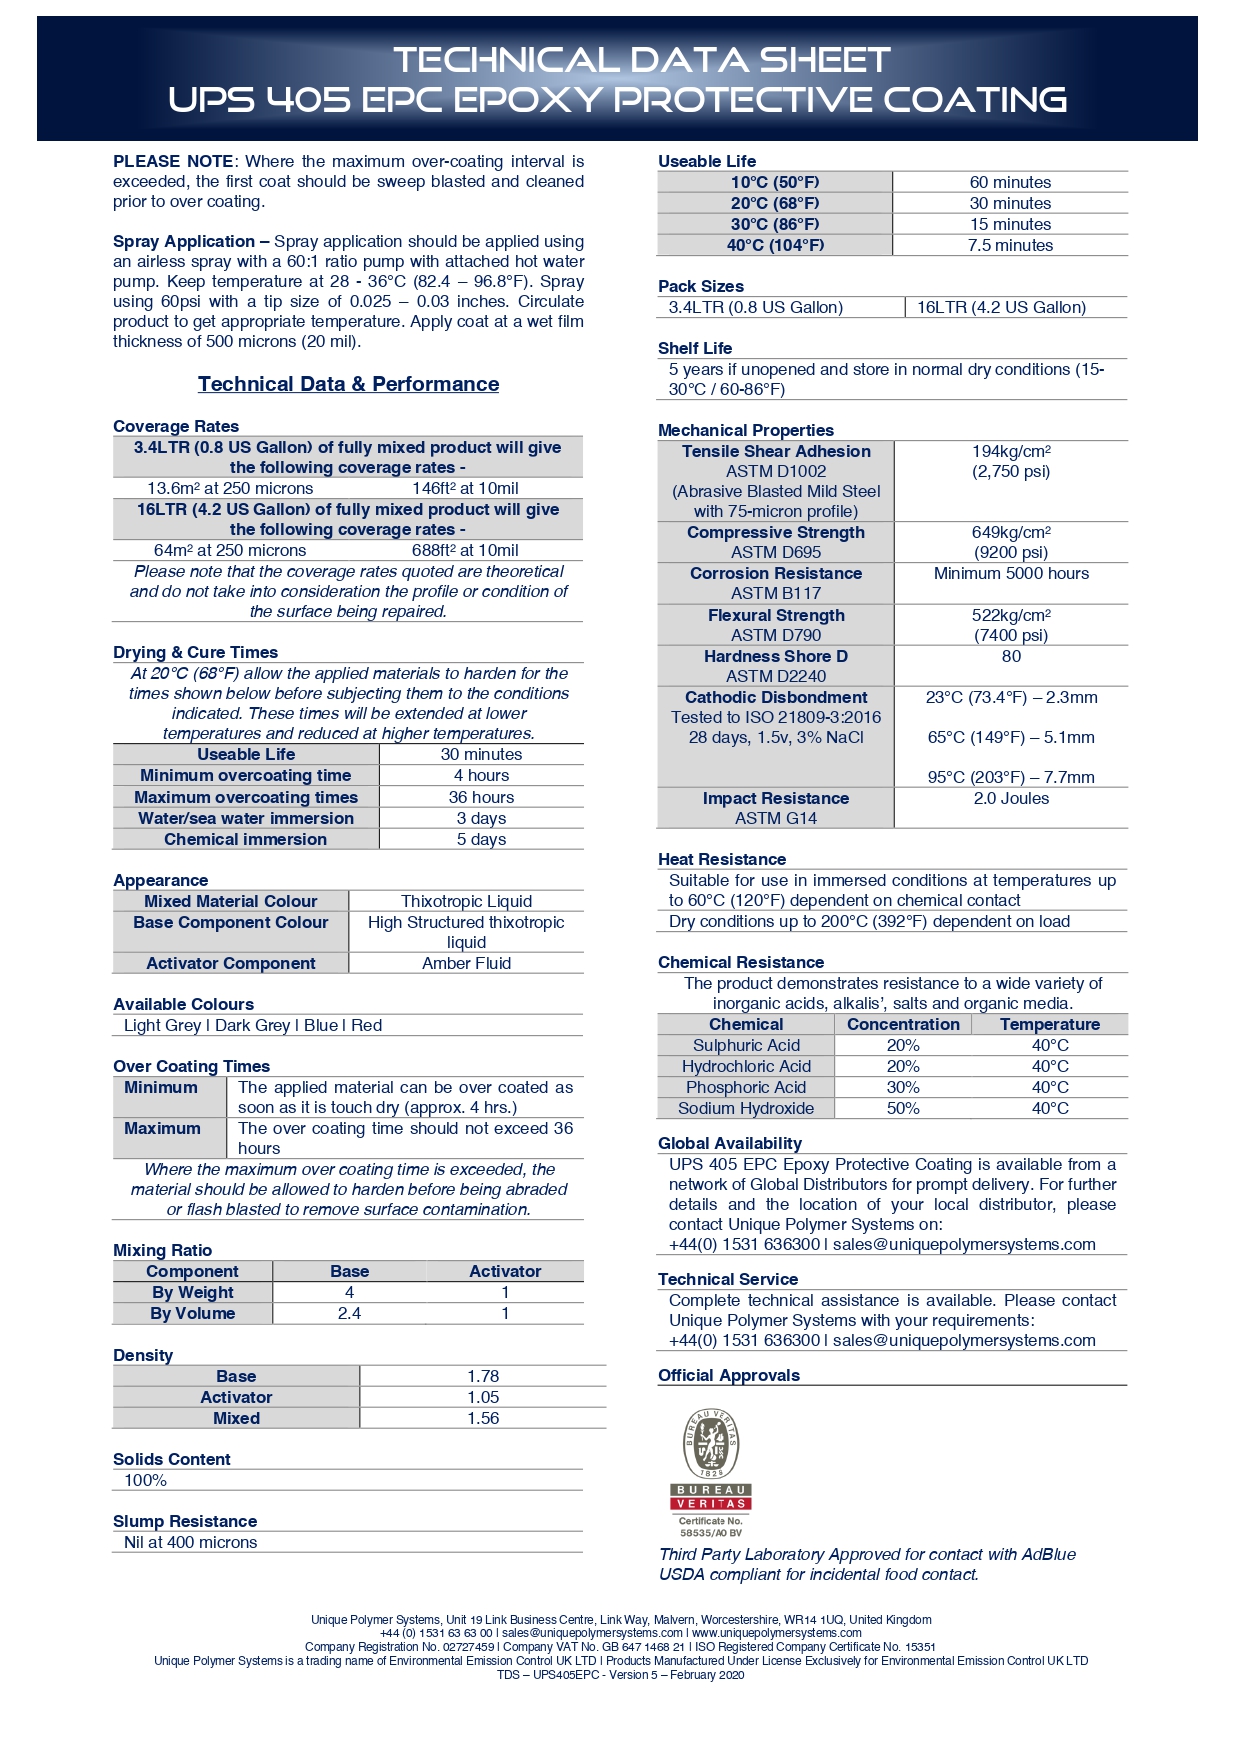 TECHNICAL DATA SHEET
UPS 405 EPC EPOXY PROTECTIVE COATING
PLEASE NOTE: Where the maximum over-coating interval is
exceeded, the first coat should be sweep blasted and cleaned
prior to over coating.
Spray Application – Spray application should be applied using
an airless spray with a 60:1 ratio pump with attached hot water
pump. Keep temperature at 28 - 36°C (82.4 – 96.8°F). Spray
using 60psi with a tip size of 0.025 – 0.03 inches. Circulate
product to get appropriate temperature. Apply coat at a wet film
thickness of 500 microns (20 mil).
Technical Data & Performance
Coverage Rates
3.4LTR (0.8 US Gallon) of fully mixed product will give
the following coverage rates -
13.6m² at 250 microns 146ft² at 10mil
16LTR (4.2 US Gallon) of fully mixed product will give
the following coverage rates -
64m² at 250 microns 688ft² at 10mil
Please note that the coverage rates quoted are theoretical
and do not take into consideration the profile or condition of
the surface being repaired.
Drying & Cure Times
At 20°C (68°F) allow the applied materials to harden for the
times shown below before subjecting them to the conditions
indicated. These times will be extended at lower
temperatures and reduced at higher temperatures.
Useable Life 30 minutes
Minimum overcoating time 4 hours
Maximum overcoating times 36 hours
Water/sea water immersion 3 days
Chemical immersion 5 days
Appearance
Mixed Material Colour Thixotropic Liquid
Base Component Colour High Structured thixotropic
liquid
Activator Component Amber Fluid
Available Colours
Light Grey | Dark Grey | Blue | Red
Over Coating Times
Minimum The applied material can be over coated as
soon as it is touch dry (approx. 4 hrs.)
Maximum The over coating time should not exceed 36
hours
Where the maximum over coating time is exceeded, the
material should be allowed to harden before being abraded
or flash blasted to remove surface contamination.
Mixing Ratio
Component Base Activator
By Weight 4 1
By Volume 2.4 1
Density
Base 1.78
Activator 1.05
Mixed 1.56
Solids Content
100%
Slump Resistance
Nil at 400 microns
Useable Life
10°C (50°F) 60 minutes
20°C (68°F) 30 minutes
30°C (86°F) 15 minutes
40°C (104°F) 7.5 minutes
Pack Sizes
3.4LTR (0.8 US Gallon) 16LTR (4.2 US Gallon)
Shelf Life
5 years if unopened and store in normal dry conditions (15-
30°C / 60-86°F)
Mechanical Properties
Tensile Shear Adhesion 194kg/cm²
ASTM D1002 (2,750 psi)
(Abrasive Blasted Mild Steel
with 75-micron profile)
Compressive Strength 649kg/cm²
ASTM D695 (9200 psi)
Corrosion Resistance Minimum 5000 hours
ASTM B117
Flexural Strength 522kg/cm²
ASTM D790 (7400 psi)
Hardness Shore D 80
ASTM D2240
Cathodic Disbondment 23°C (73.4°F) – 2.3mm
Tested to ISO 21809-3:2016
28 days, 1.5v, 3% NaCl 65°C (149°F) – 5.1mm
95°C (203°F) – 7.7mm
Impact Resistance 2.0 Joules
ASTM G14
Heat Resistance
Suitable for use in immersed conditions at temperatures up
to 60°C (120°F) dependent on chemical contact
Dry conditions up to 200°C (392°F) dependent on load
Chemical Resistance
The product demonstrates resistance to a wide variety of
inorganic acids, alkalis’, salts and organic media.
Chemical Concentration Temperature
Sulphuric Acid 20% 40°C
Hydrochloric Acid 20% 40°C
Phosphoric Acid 30% 40°C
Sodium Hydroxide 50% 40°C
Global Availability
UPS 405 EPC Epoxy Protective Coating is available from a
network of Global Distributors for prompt delivery. For further
details and the location of your local distributor, please
contact Unique Polymer Systems on:
+44(0) 1531 636300 | sales@uniquepolymersystems.com
Technical Service
Complete technical assistance is available. Please contact
Unique Polymer Systems with your requirements:
+44(0) 1531 636300 | sales@uniquepolymersystems.com
Official Approvals
BUREAU VERITAS
1828
BUREAU
VERITAS
Certificate No.
58535/A0 BV
Third Party Laboratory Approved for contact with AdBlue
USDA compliant for incidental food contact.
Unique Polymer Systems, Unit 19 Link Business Centre, Link Way, Malvern, Worcestershire, WR14 1UQ, United Kingdom
+44 (0) 1531 63 63 00 | sales@uniquepolymersystems.com | www.uniquepolymersystems.com
Company Registration No. 02727459 | Company VAT No. GB 647 1468 21 | ISO Registered Company Certificate No. 15351
Unique Polymer Systems is a trading name of Environmental Emission Control UK LTD | Products Manufactured Under License Exclusively for Environmental Emission Control UK LTD
TDS – UPS405EPC - Version 5 – February 2020